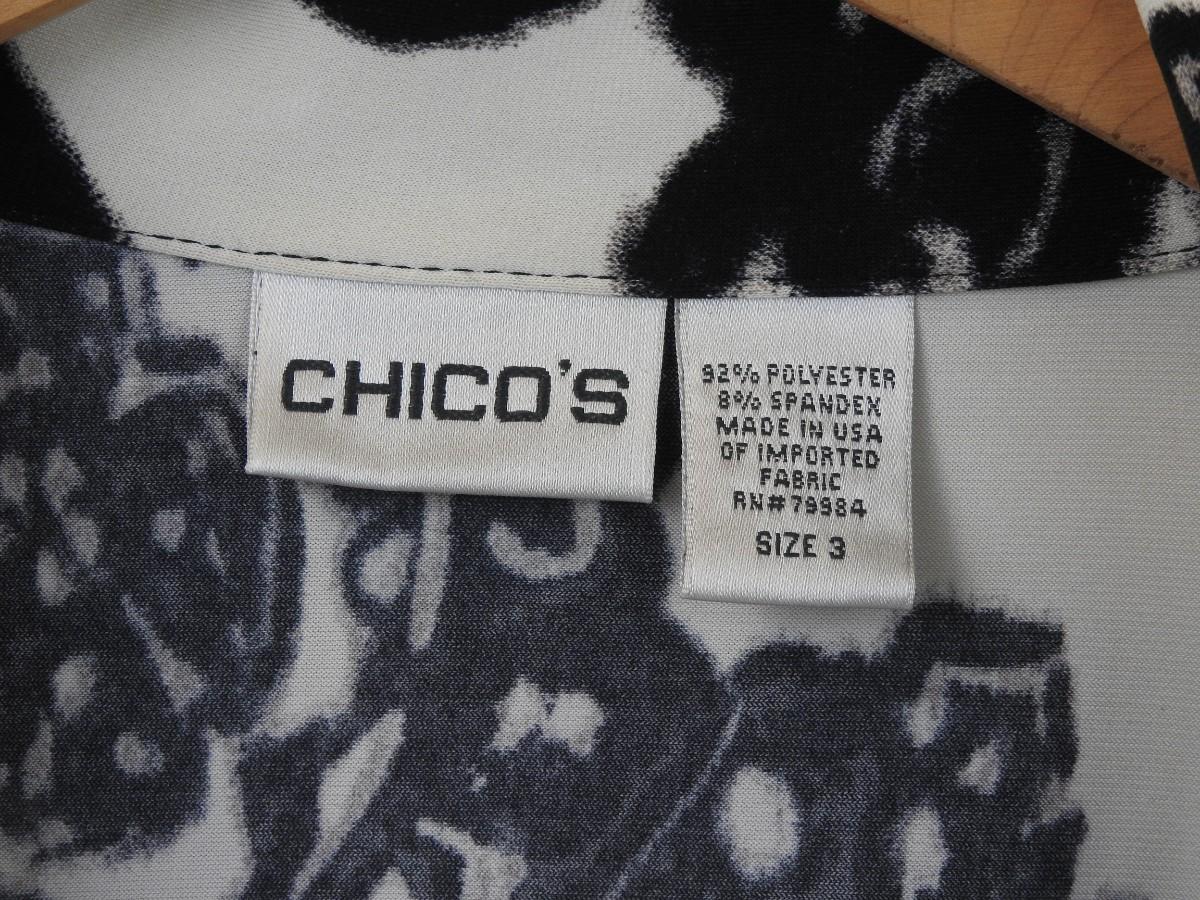 CHICO'S
92% POLYESTER
8% SPANDEX
MADE IN USA
OF IMPORTED
FABRIC
RN#79984
SIZE 3